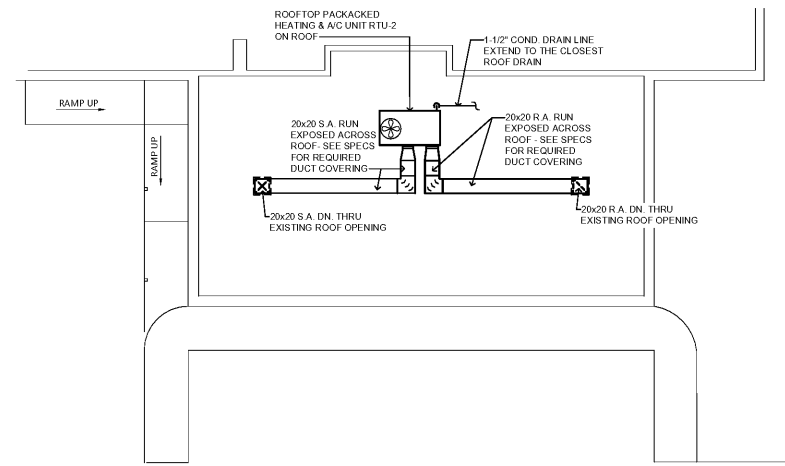 ROOFTOP PACKACKED
HEATING & A/C UNIT RTU-2
ON ROOF
1-1/2" COND. DRAIN LINE
EXTEND TO THE CLOSEST
ROOF DRAIN
RAMP UP
RAMP UP
20x20 S.A. RUN
EXPOSED ACROSS
ROOF- SEE SPECS
FOR REQUIRED
DUCT COVERING
20x20 R.A. RUN
EXPOSED ACROSS
ROOF - SEE SPECS
FOR REQUIRED
DUCT COVERING
20x20 S.A. DN. THRU
EXISTING ROOF OPENING
20x20 R.A. DN. THRU
EXISTING ROOF OPENING